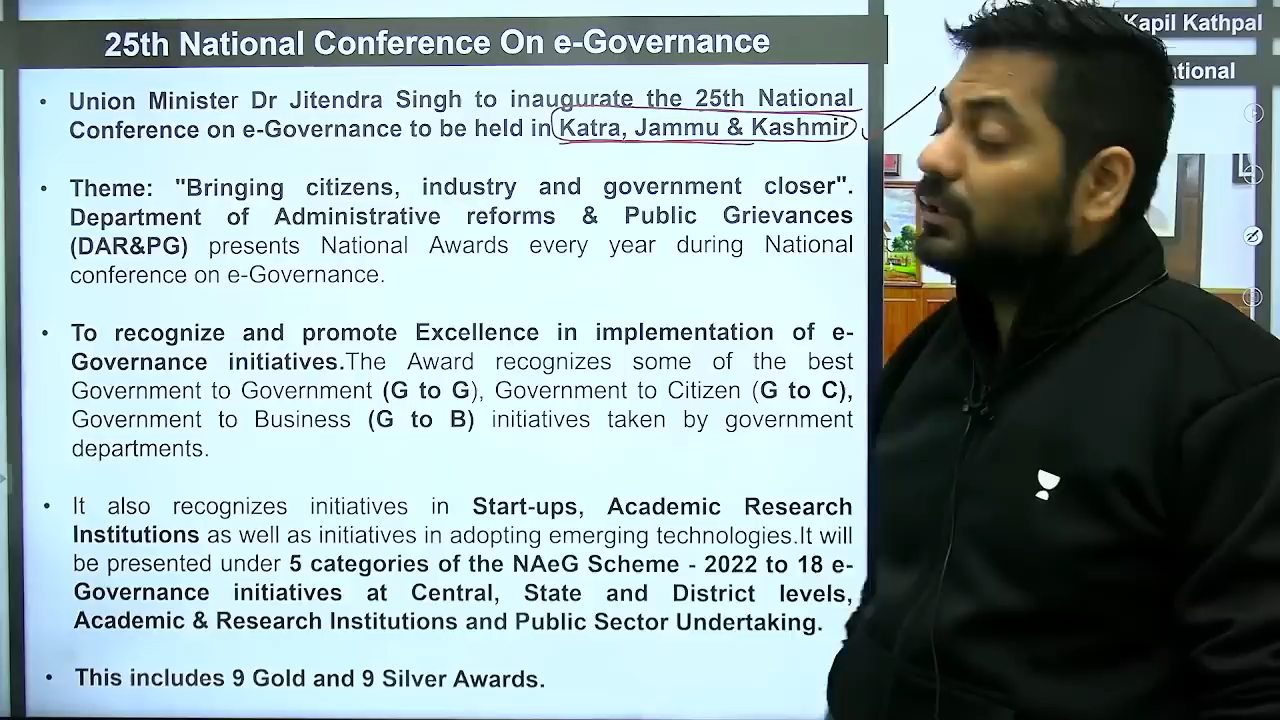 25th National Conference On e-Governance
Kapil Kathpal
• Union Minister Dr Jitendra Singh to inaugurate the 25th National
Conference on e-Governance to be held in Katra, Jammu & Kashmir
• Theme: "Bringing citizens, industry and government closer".
Department of Administrative reforms & Public Grievances
(DAR&PG) presents National Awards every year during National
conference on e-Governance.
• To recognize and promote Excellence in implementation of e-
Governance initiatives.The Award recognizes some of the best
Government to Government (G to G), Government to Citizen (G to C),
Government to Business (G to B) initiatives taken by government
departments.
• It also recognizes initiatives in Start-ups, Academic Research
Institutions as well as initiatives in adopting emerging technologies.It will
be presented under 5 categories of the NAeG Scheme - 2022 to 18 e-
Governance initiatives at Central, State and District levels,
Academic & Research Institutions and Public Sector Undertaking.
• This includes 9 Gold and 9 Silver Awards.